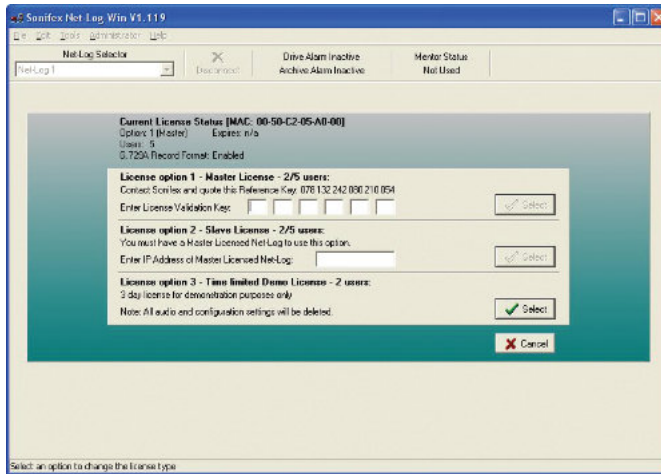 Sonifex Net-Log Win V1.119
File Edit Tools Administrator Help
Net-Log Selector
Net-Log 1
Disconnect
Drive Alarm Inactive
Archive Alarm Inactive
Mentor Status
Not Used
Current License Status [MAC: 00-50-C2-05-A0-00]
Option: 1 (Master) Expires: n/a
Users: 5
G.729A Record Format: Enabled
License option 1 - Master License - 2/5 users:
Contact Sonifex and quote this Reference Key: 078 132 242 080 210 054
Enter License Validation Key:
Select
License option 2 - Slave License - 2/5 users:
You must have a Master Licensed Net-Log to use this option.
Enter IP Address of Master Licensed Net-Log:
Select
License option 3 - Time limited Demo License - 2 users:
3 day license for demonstration purposes only
Note: All audio and configuration settings will be deleted.
Select
Cancel
Select an option to change the license type